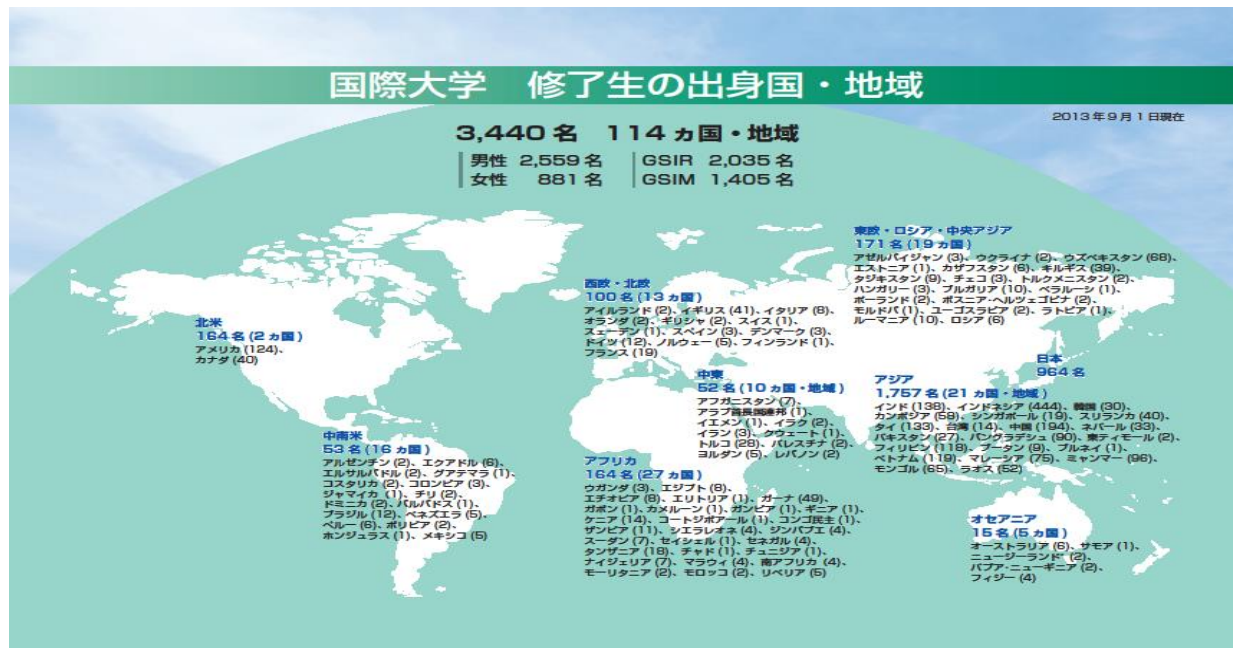 国際大学 修了生の出身国・地域
2013年9月1日現在
3,440名 114ヵ国・地域
男性 2,559名 GSIR 2,035名
女性 881名 GSIM 1,405名
北米
164名(2ヵ国)
アメリカ(124)、
カナダ(40)
中南米
53名(16ヵ国)
アルゼンチン(2)、エクアドル(6)、
エルサルバドル(2)、グアテマラ(1)、
コスタリカ(2)、コロンビア(3)、
ジャマイカ(1)、チリ(2)、
ドミニカ(2)、バルバドス(1)、
ブラジル(12)、ベネズエラ(5)、
ペルー(6)、ボリビア(2)、
ホンジュラス(1)、メキシコ(5)
西欧・北欧
100名(13ヵ国)
アイルランド(2)、イギリス(41)、イタリア(8)、
オランダ(2)、ギリシャ(2)、スイス(1)、
スェーデン(1)、スペイン(3)、デンマーク(3)、
ドイツ(12)、ノルウェー(5)、フィンランド(1)、
フランス(19)
中東
52名(10ヵ国・地域)
アフガニスタン(7)、
アラブ首長国連邦(1)、
イエメン(1)、イラク(2)、
イラン(3)、クウェート(1)、
トルコ(28)、パレスチナ(2)、
ヨルダン(5)、レバノン(2)
アフリカ
164名(27ヵ国)
ウガンダ(3)、エジプト(8)、
エチオピア(8)、エリトリア(1)、ガーナ(49)、
ガボン(1)、カメルーン(1)、ガンビア(1)、ギニア(1)、
ケニア(14)、コートジボアール(1)、コンゴ民主(1)、
ザンビア(11)、シエラレオネ(4)、ジンバブエ(4)、
スーダン(7)、セイシェル(1)、セネガル(4)、
タンザニア(18)、チャド(1)、チュニジア(1)、
ナイジェリア(7)、マラウィ(4)、南アフリカ(4)、
モーリタニア(2)、モロッコ(2)、リベリア(5)
東欧・ロシア・中央アジア
171名(19ヵ国)
アゼルバイジャン(3)、ウクライナ(2)、ウズベキスタン(68)、
エストニア(1)、カザフスタン(6)、キルギス(39)、
タジキスタン(9)、チェコ(3)、トルクメニスタン(2)、
ハンガリー(3)、ブルガリア(10)、ベラルーシ(1)、
ポーランド(2)、ボスニア・ヘルツェゴビナ(2)、
モルドバ(1)、ユーゴスラビア(2)、ラトビア(1)、
ルーマニア(10)、ロシア(6)
日本
964名
アジア
1,757名(21ヵ国・地域)
インド(138)、インドネシア(444)、韓国(30)、
カンボジア(58)、シンガポール(19)、スリランカ(40)、
タイ(133)、台湾(14)、中国(194)、ネパール(33)、
パキスタン(27)、バングラデシュ(90)、東ティモール(2)、
フィリピン(118)、ブータン(9)、ブルネイ(1)、
ベトナム(119)、マレーシア(75)、ミャンマー(96)、
モンゴル(65)、ラオス(52)
オセアニア
15名(5ヵ国)
オーストラリア(6)、サモア(1)、
ニュージーランド(2)、
パプア・ニューギニア(2)、
フィジー(4)